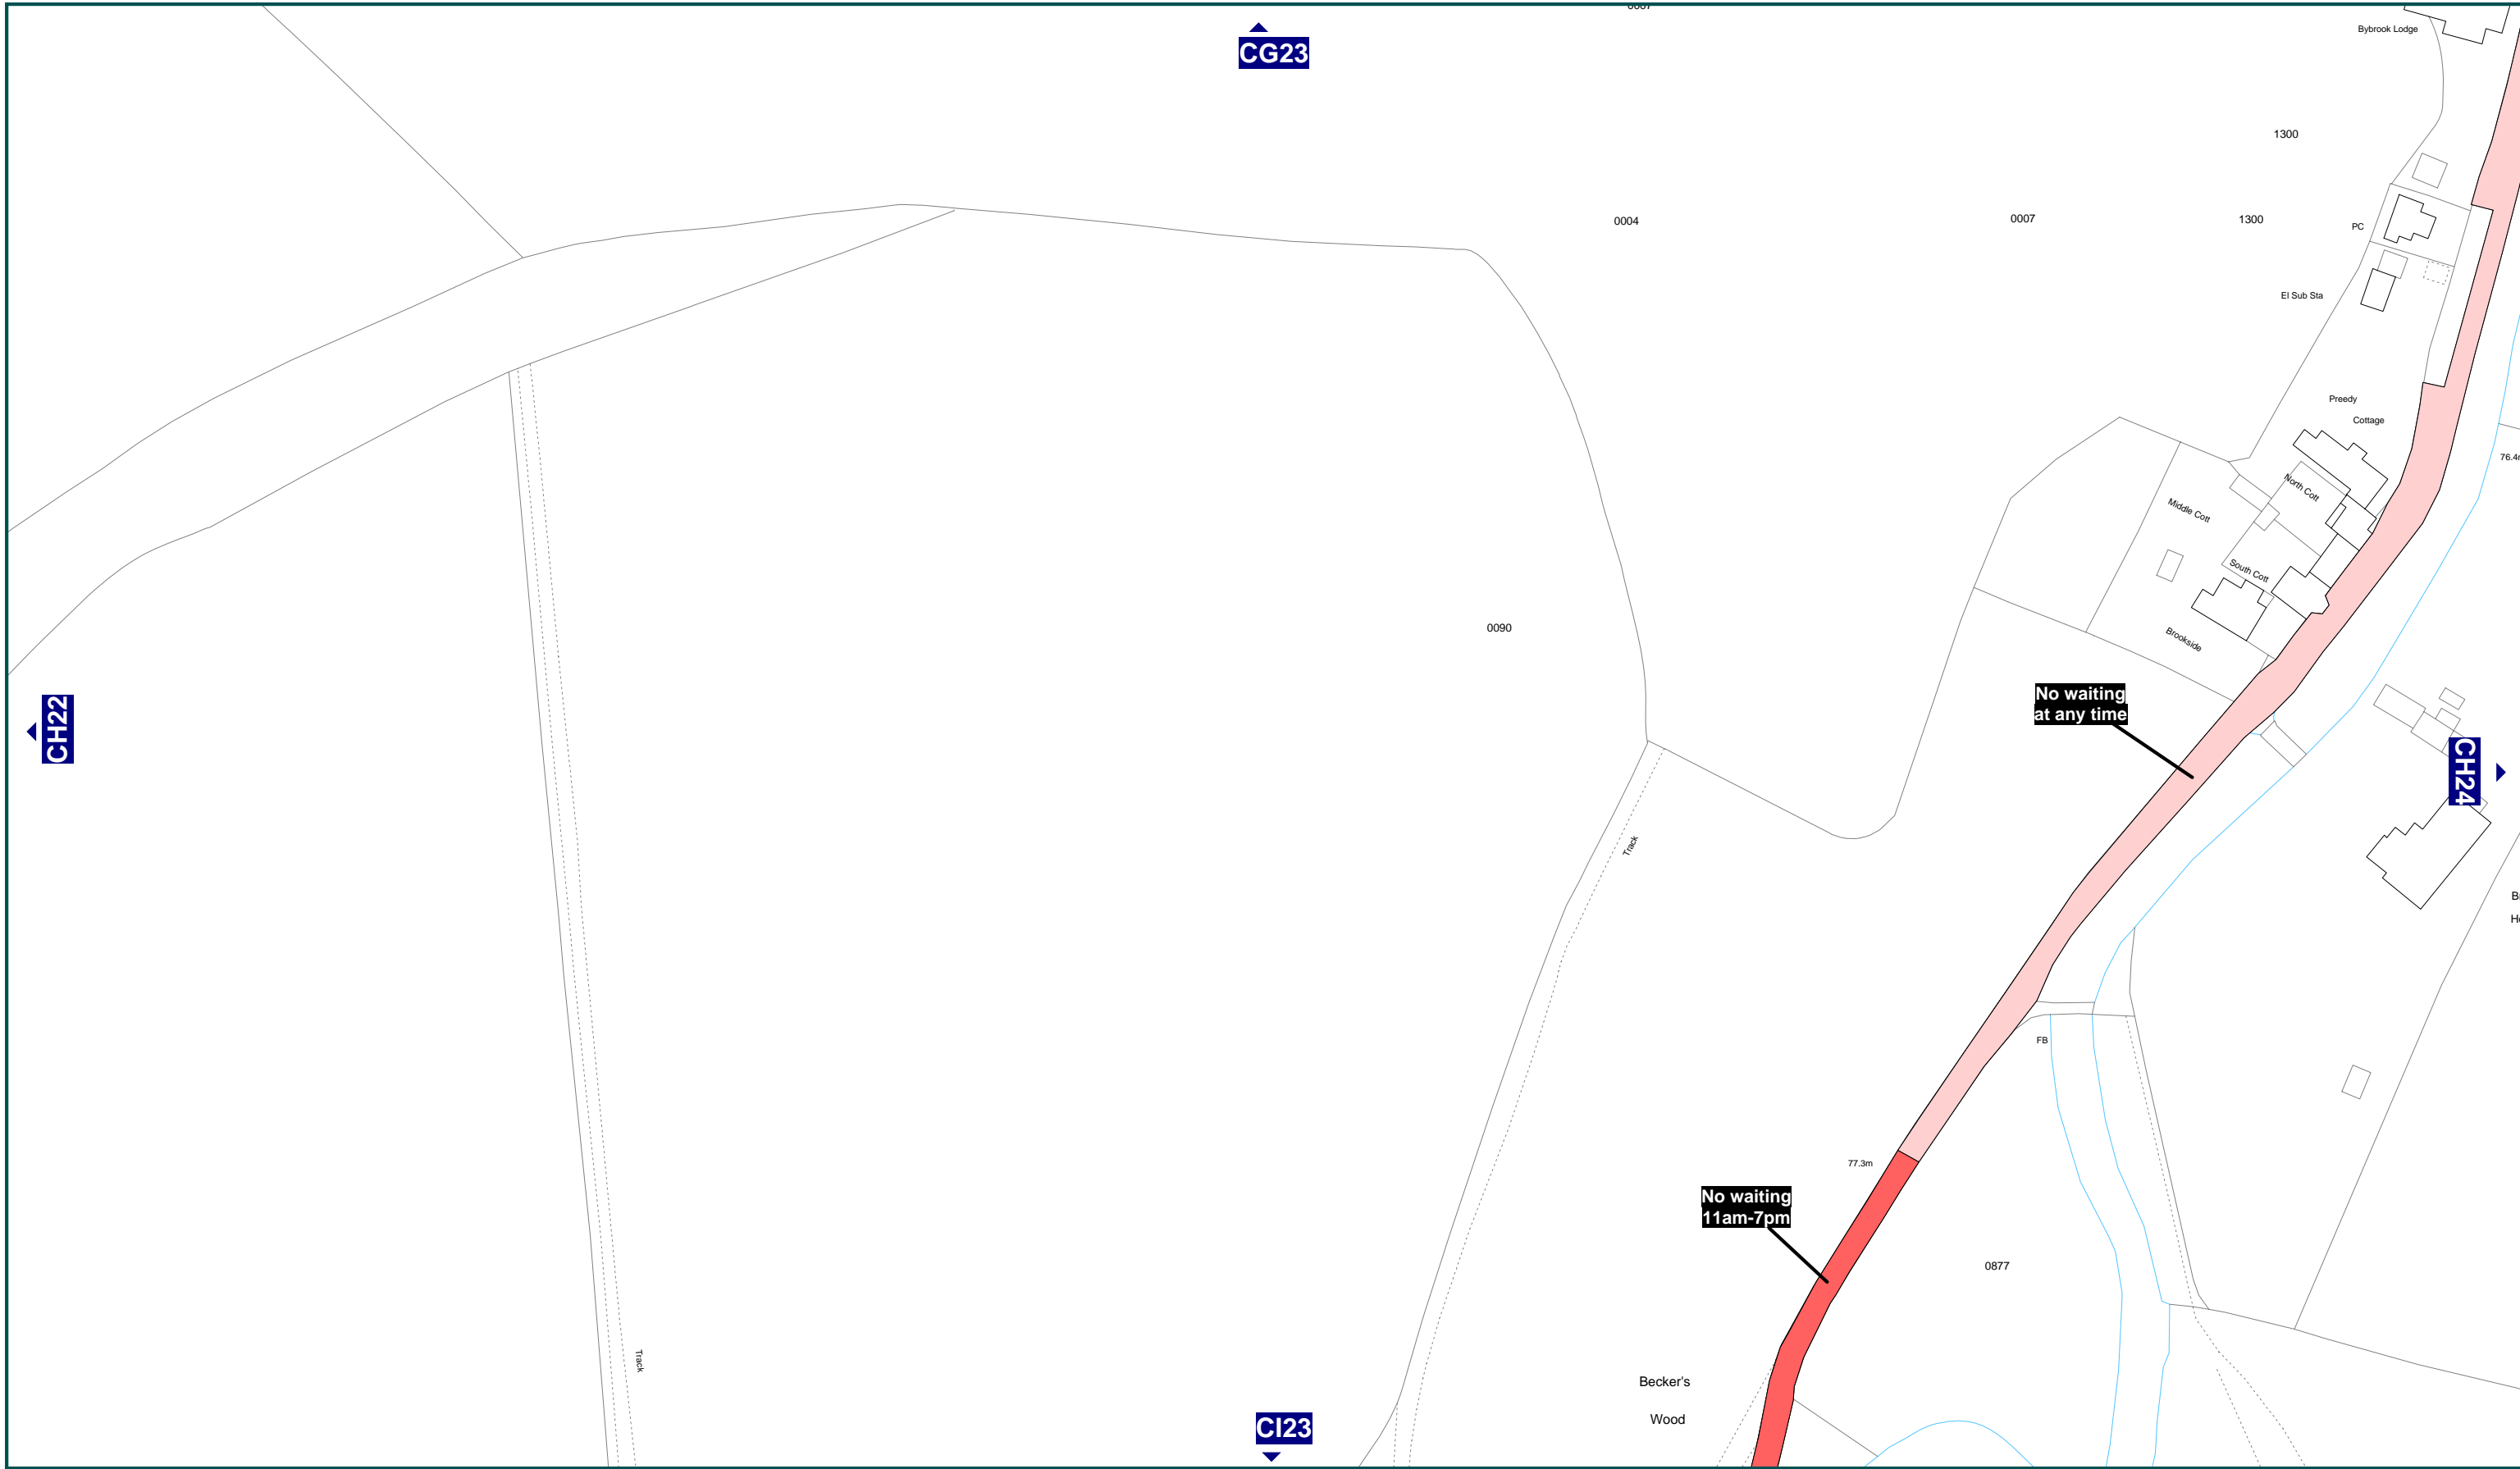 0007
Bybrook Lodge
CG23
1300
0004
0007
1300
PC
El Sub Sta
Preedy
Cottage
76.4
North Cott
Middle Cott
South Cott
0090
Brookside
No waiting
at any time
CH22
CH24
Track
FB
77.3m
No waiting
11am-7pm
0877
Track
Becker's
Wood
CI23